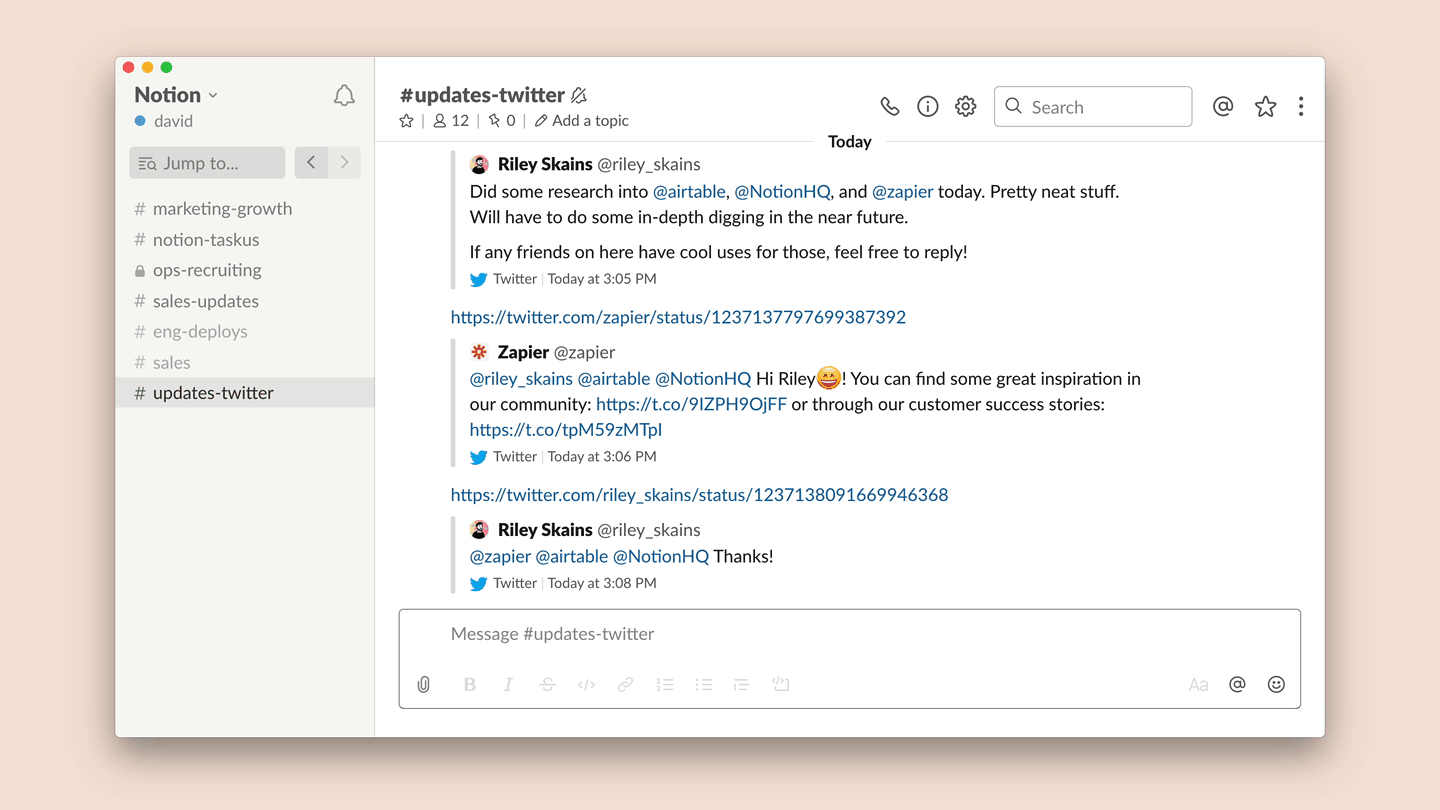 Notion
david
Jump to...
# marketing-growth
# notion-taskus
ops-recruiting
# sales-updates
# eng-deploys
# sales
# updates-twitter
#updates-twitter
12 | 0 | Add a topic
Search
Today
Riley Skains @riley_skains
Did some research into @airtable, @NotionHQ, and @zapier today. Pretty neat stuff.
Will have to do some in-depth digging in the near future.
If any friends on here have cool uses for those, feel free to reply!
Twitter | Today at 3:05 PM
https://twitter.com/zapier/status/1237137797699387392
Zapier @zapier
@riley_skains @airtable @NotionHQ Hi Riley😄! You can find some great inspiration in
our community: https://t.co/9IZPH9OjFF or through our customer success stories:
https://t.co/tpM59zMTpI
Twitter | Today at 3:06 PM
https://twitter.com/riley_skains/status/1237138091669946368
Riley Skains @riley_skains
@zapier @airtable @NotionHQ Thanks!
Twitter | Today at 3:08 PM
Message #updates-twitter
B I S </> Aa @